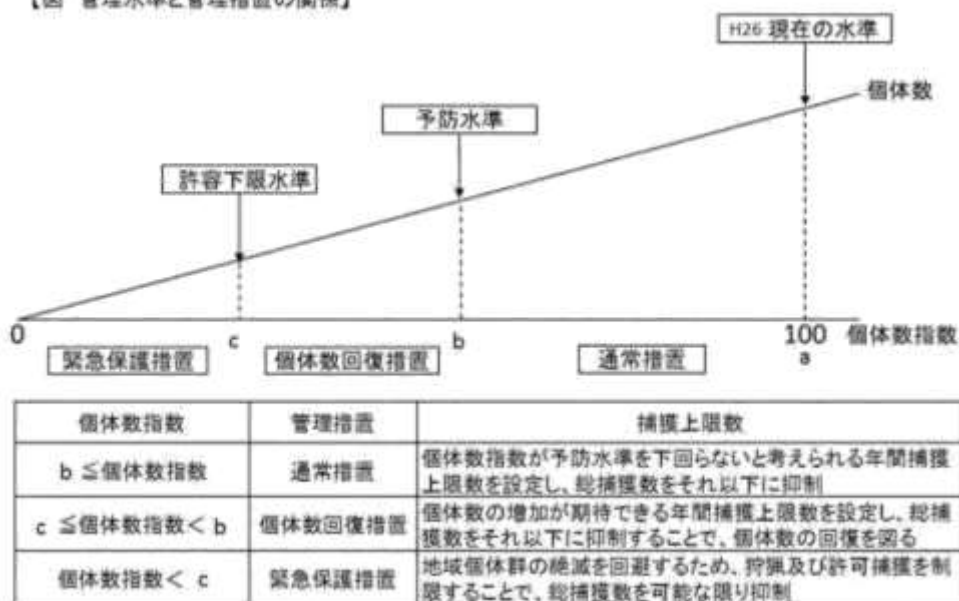 【図 管理水準と管理措置の関係】
H26 現在の水準
個体数
予防水準
許容下限水準
0 c b 100 個体数指数
a
緊急保護措置 個体数回復措置 通常措置
個体数指数 管理措置 捕獲上限数
b ≦個体数指数 通常措置 個体数指数が予防水準を下回らないと考えられる年間捕獲
上限数を設定し、総捕獲数をそれ以下に抑制
c ≦個体数指数< b 個体数回復措置 個体数の増加が期待できる年間捕獲上限数を設定し、総捕
獲数をそれ以下に抑制することで、個体数の回復を図る
個体数指数< c 緊急保護措置 地域個体群の絶滅を回避するため、狩猟及び許可捕獲を制
限することで、総捕獲数を可能な限り抑制